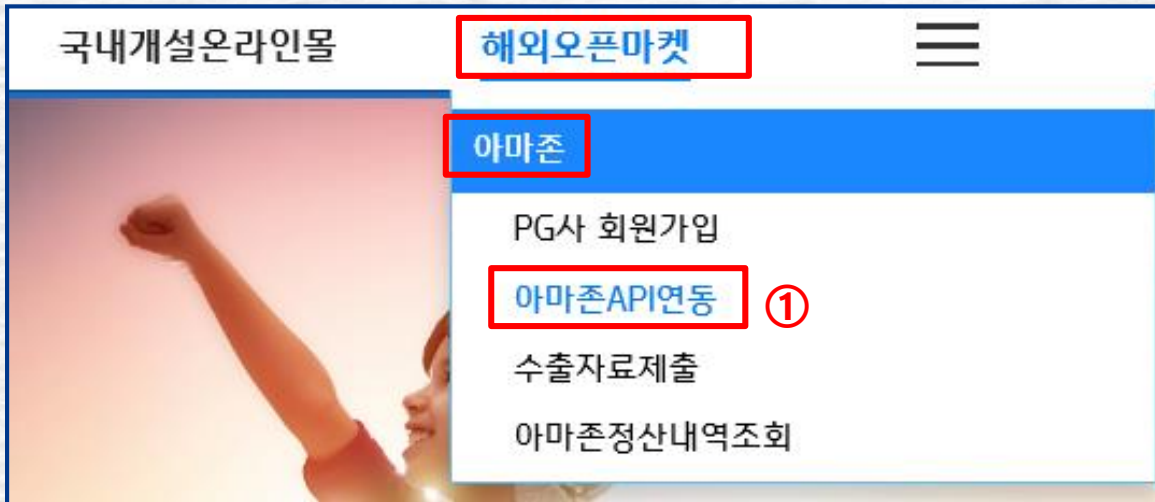 국내개설온라인몰 해외오픈마켓
아마존
PG사 회원가입
아마존API연동 ①
수출자료제출
아마존정산내역조회